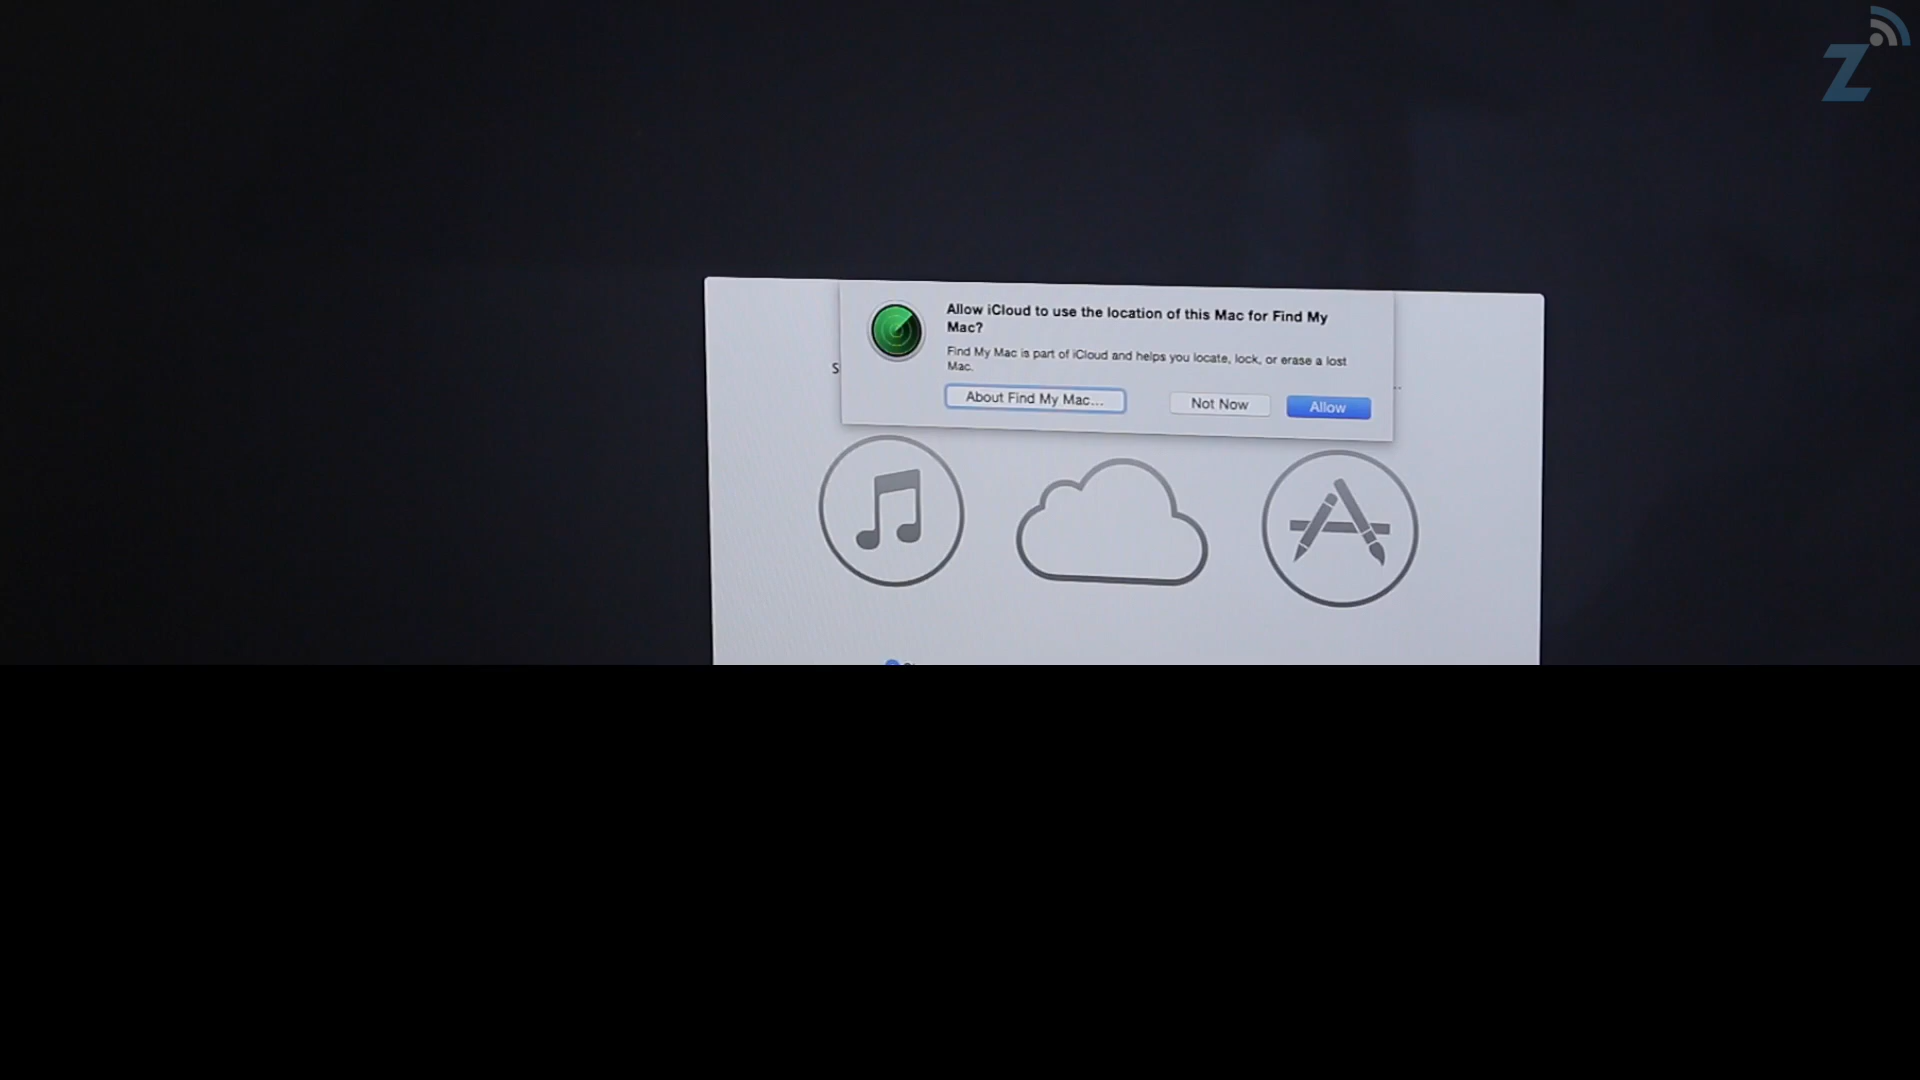 Z
Allow iCloud to use the location of this Mac for Find My
Mac?
Find My Mac is part of iCloud and helps you locate, lock, or erase a lost
Mac.
S
About Find My Mac...
Not Now
Allow